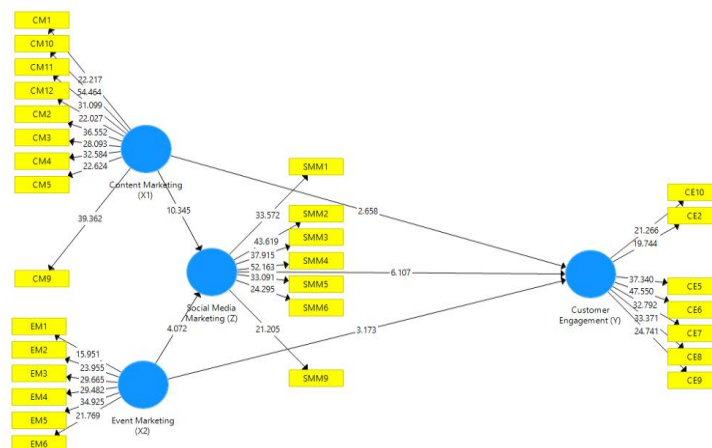 CM1
CM10
CM11
CM12
CM2
CM3
CM4
CM5
CM9
22.217
54.464
31.099
22.027
36.552
28.093
32.584
22.624
39.362
Content Marketing
(X1)
10.345
2.658
SMM1
SMM2
SMM3
SMM4
SMM5
SMM6
SMM9
33.572
43.619
37.915
52.163
33.091
24.295
21.205
Social Media
Marketing (Z)
6.107
4.072
3.173
EM1
EM2
EM3
EM4
EM5
EM6
15.951
23.955
29.665
29.482
34.925
21.769
Event Marketing
(X2)
CE10
CE2
CE5
CE6
CE7
CE8
CE9
21.266
19.744
37.340
47.550
32.792
33.371
24.741
Customer
Engagement (Y)